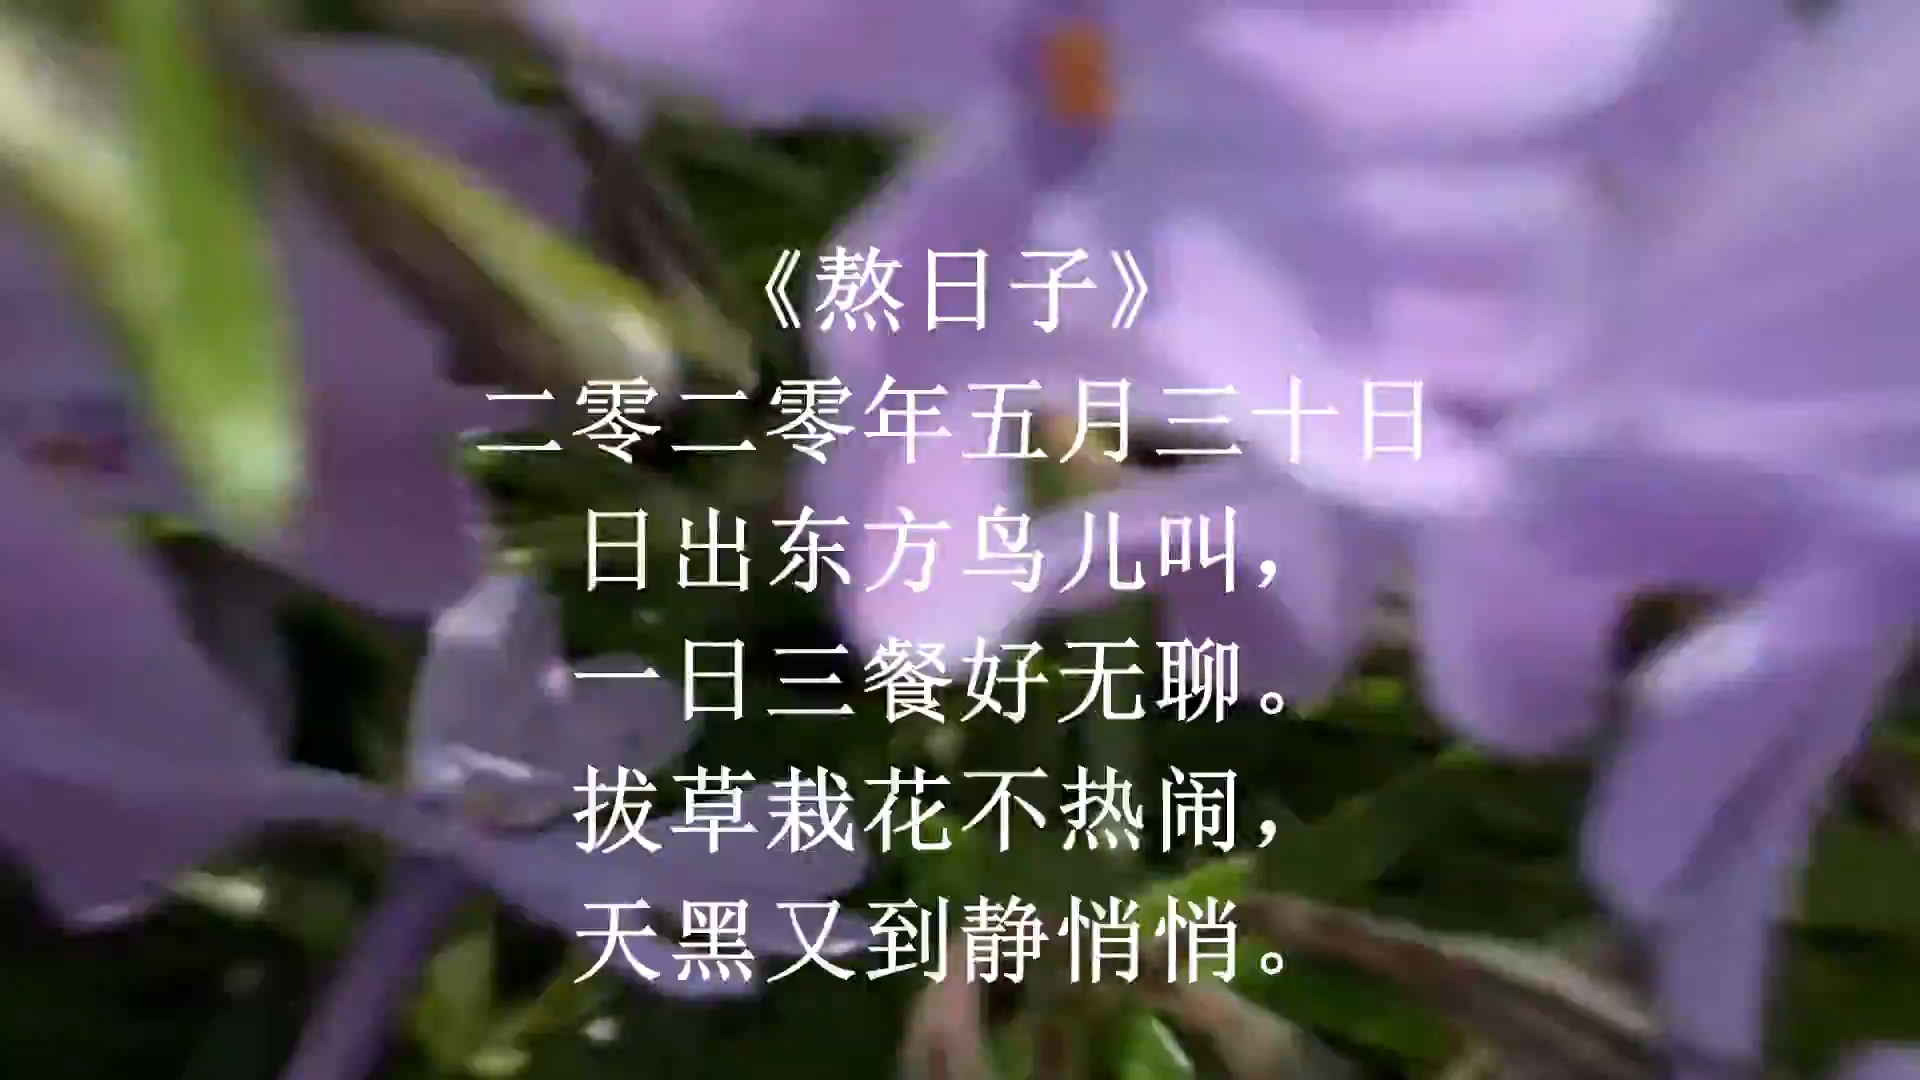 《熬日子》
二零二零年五月三十日
日出东方鸟儿叫，
一日三餐好无聊。
拔草栽花不热闹，
天黑又到静悄悄。